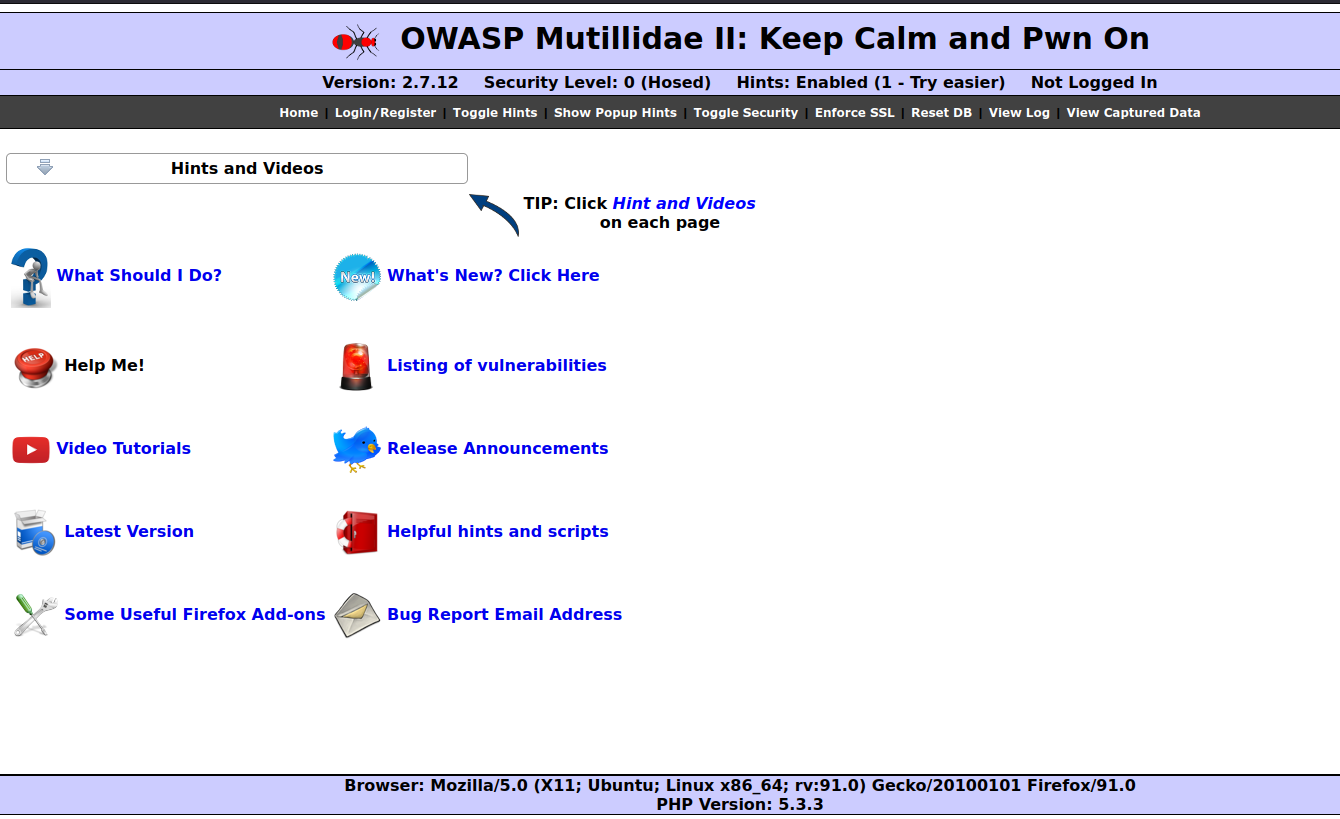 OWASP Mutillidae II: Keep Calm and Pwn On
Version: 2.7.12 Security Level: 0 (Hosed) Hints: Enabled (1 - Try easier) Not Logged In
Home | Login/Register | Toggle Hints | Show Popup Hints | Toggle Security | Enforce SSL | Reset DB | View Log | View Captured Data
Hints and Videos
TIP: Click Hint and Videos
on each page
What Should I Do?
New! What's New? Click Here
HELP Help Me!
Listing of vulnerabilities
Video Tutorials
Release Announcements
Latest Version
Helpful hints and scripts
Some Useful Firefox Add-ons
Bug Report Email Address
Browser: Mozilla/5.0 (X11; Ubuntu; Linux x86_64; rv:91.0) Gecko/20100101 Firefox/91.0
PHP Version: 5.3.3